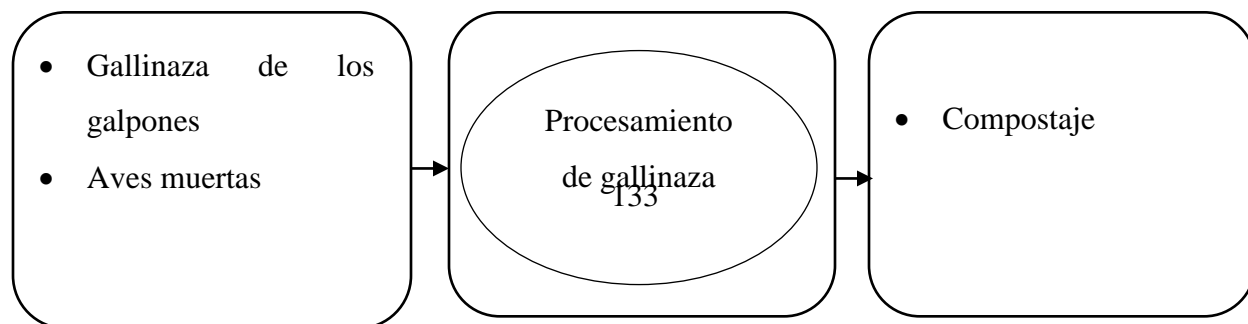 • Gallinaza de los
galpones
• Aves muertas
Procesamiento
de gallinaza
133
• Compostaje